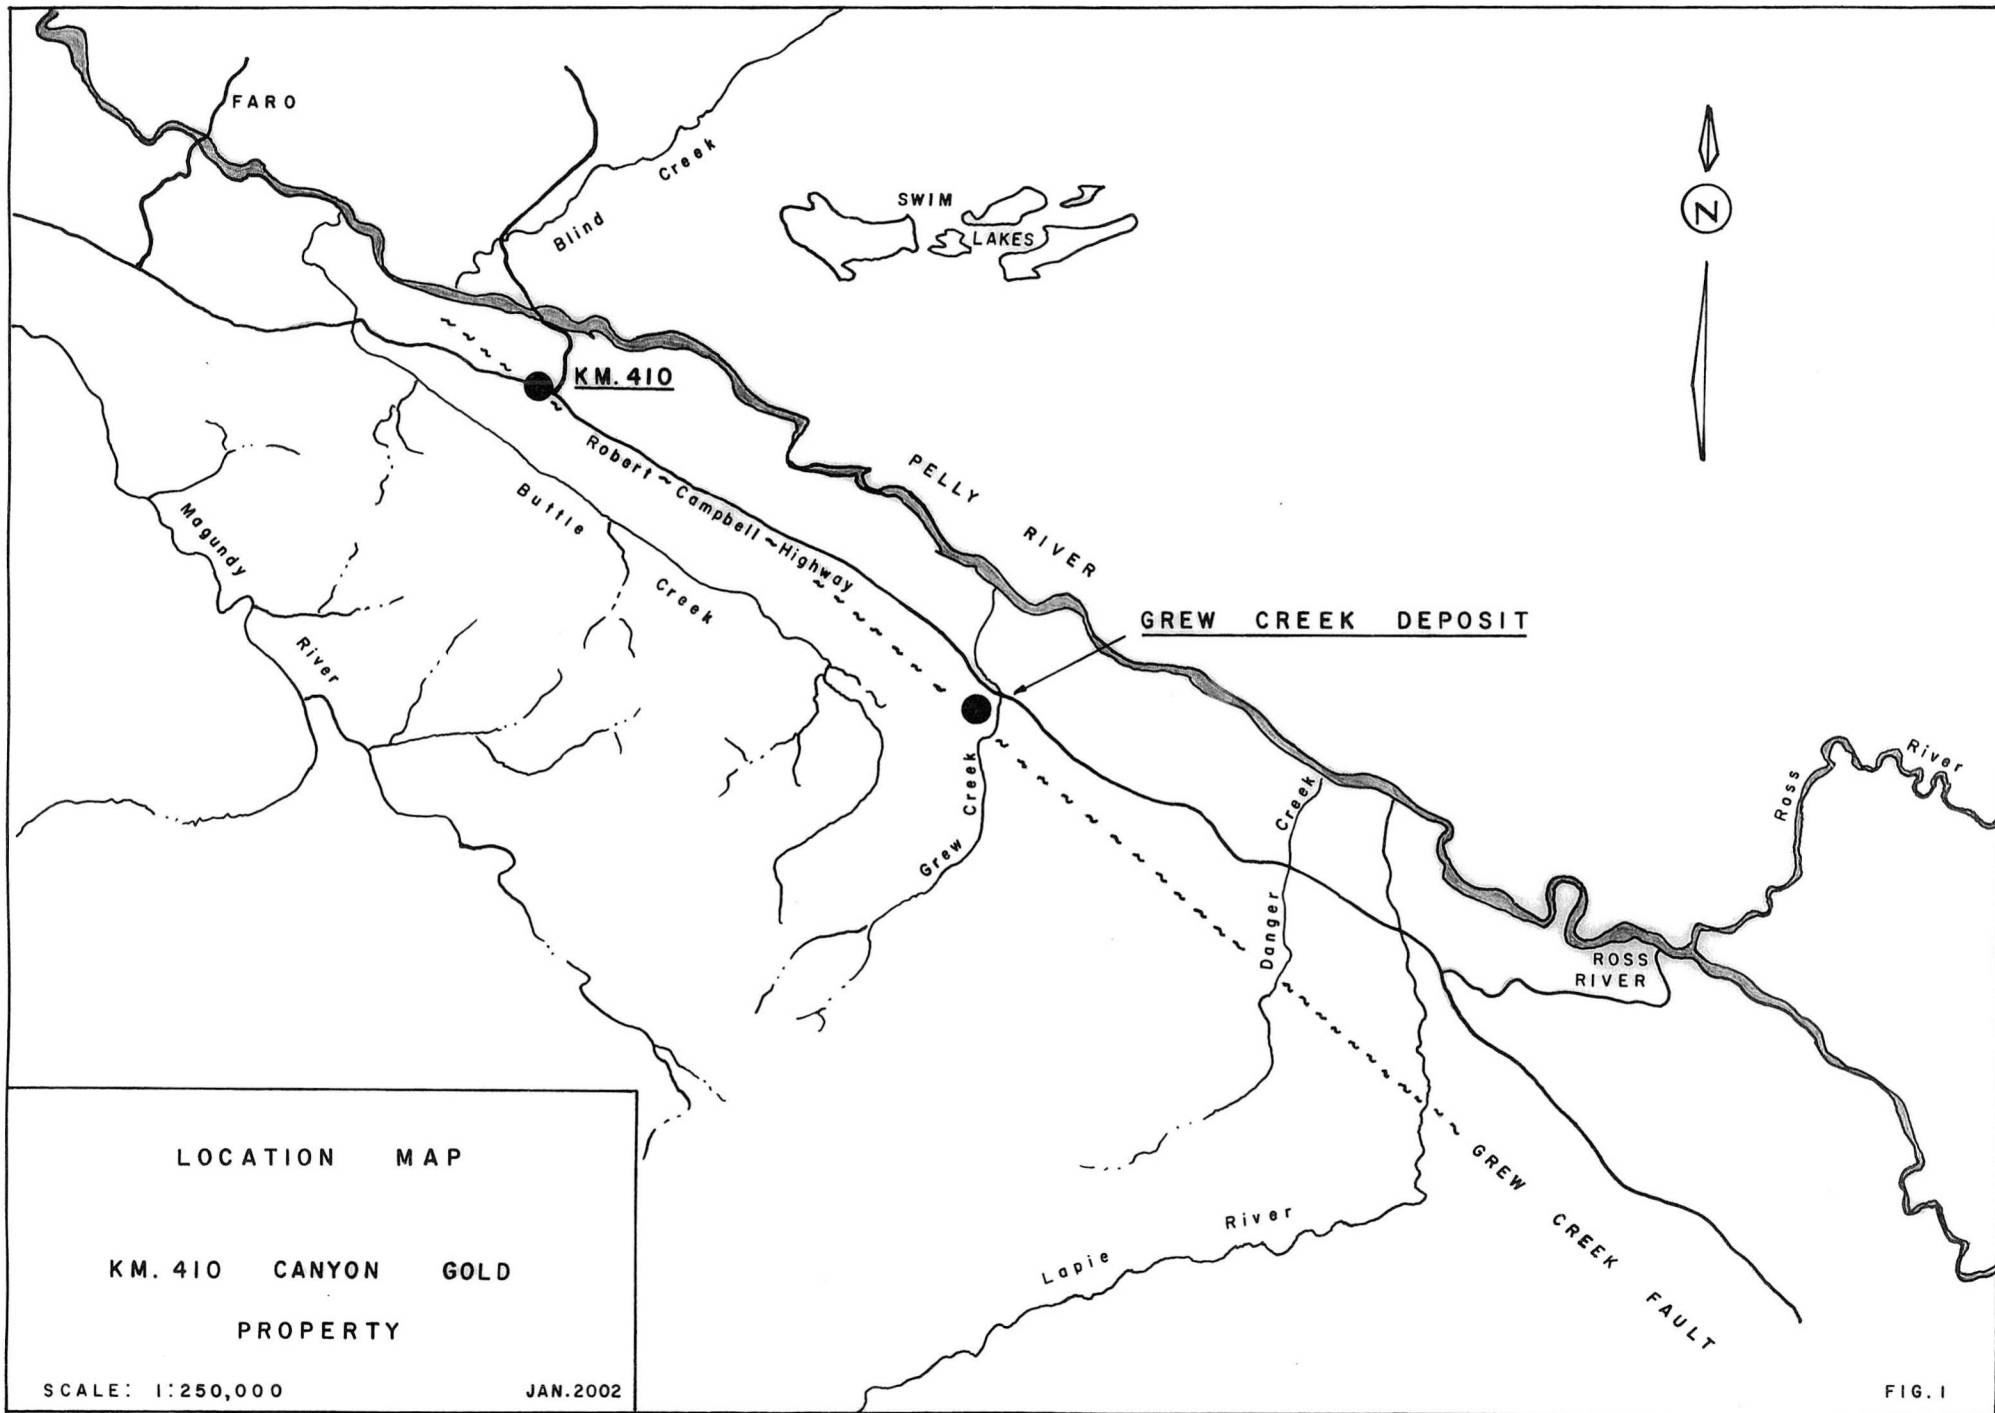 FARO
Blind Creek
SWIM
LAKES
N
KM. 410
Robert ~ Campbell ~ Highway
PELLY RIVER
Buttle Creek
Magundy River
GREW CREEK DEPOSIT
Grew Creek
Danger Creek
Ross River
ROSS
RIVER
Lapie River
GREW CREEK FAULT
LOCATION MAP
KM. 410 CANYON GOLD
PROPERTY
SCALE: 1:250,000 JAN.2002
FIG. 1